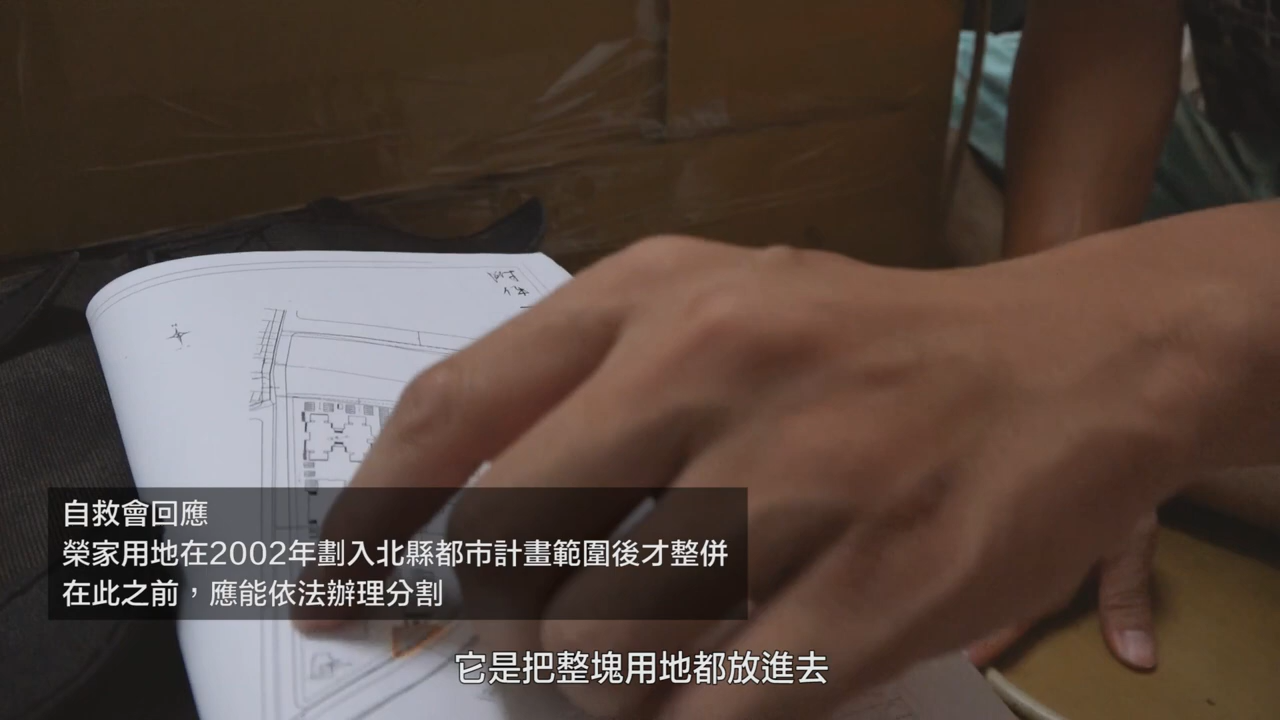 自救會回應
榮家用地在2002年劃入北縣都市計畫範圍後才整併
在此之前，應能依法辦理分割
它是把整塊用地都放進去